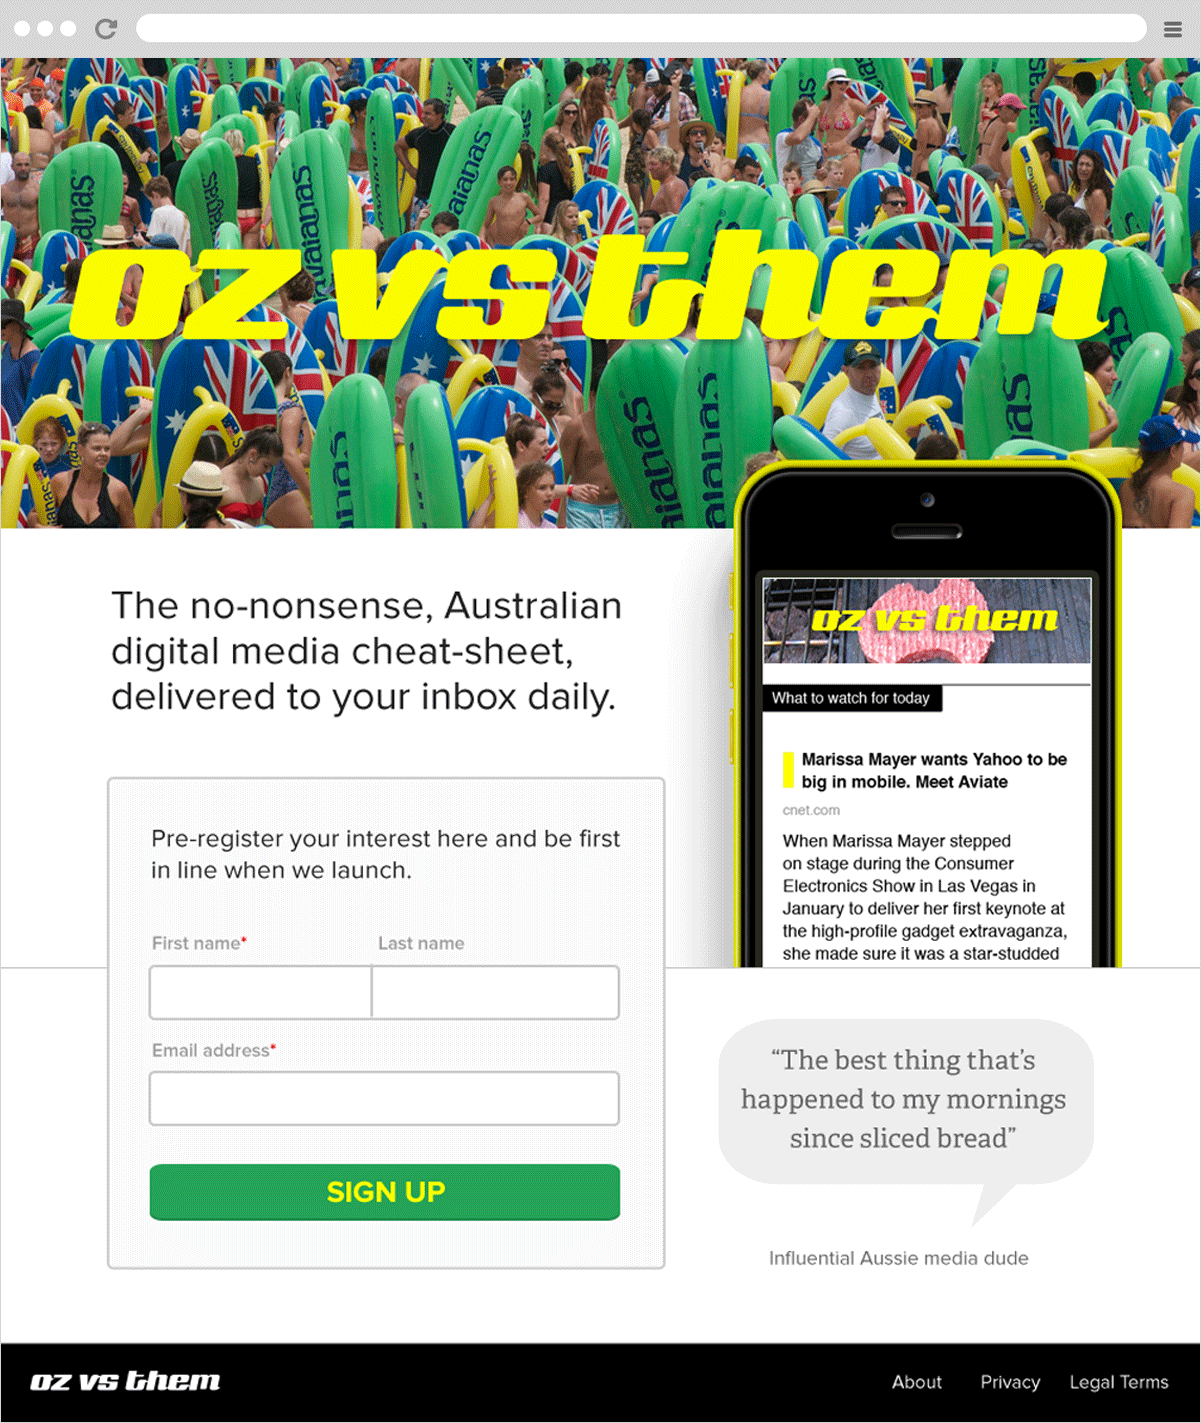 oz vs them
The no-nonsense, Australian
digital media cheat-sheet,
delivered to your inbox daily.
Pre-register your interest here and be first
in line when we launch.
First name*
Last name
Email address*
SIGN UP
oz vs them
What to watch for today
Marissa Mayer wants Yahoo to be
big in mobile. Meet Aviate
cnet.com
When Marissa Mayer stepped
on stage during the Consumer
Electronics Show in Las Vegas in
January to deliver her first keynote at
the high-profile gadget extravaganza,
she made sure it was a star-studded
“The best thing that’s
happened to my mornings
since sliced bread”
Influential Aussie media dude
oz vs them
About
Privacy
Legal Terms